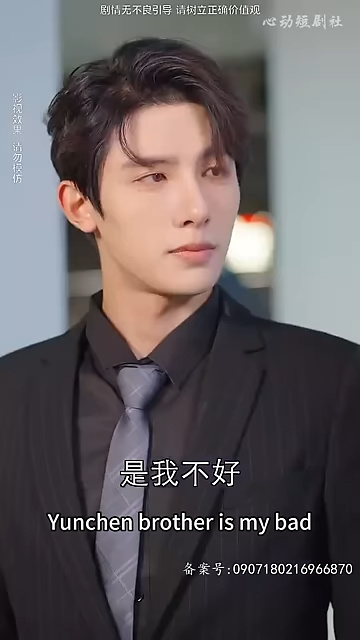 剧情无不良引导 请树立正确价值观
心动短剧社
影视效果 请勿模仿
是我不好
Yunchen brother is my bad
备案号:0907180216966870